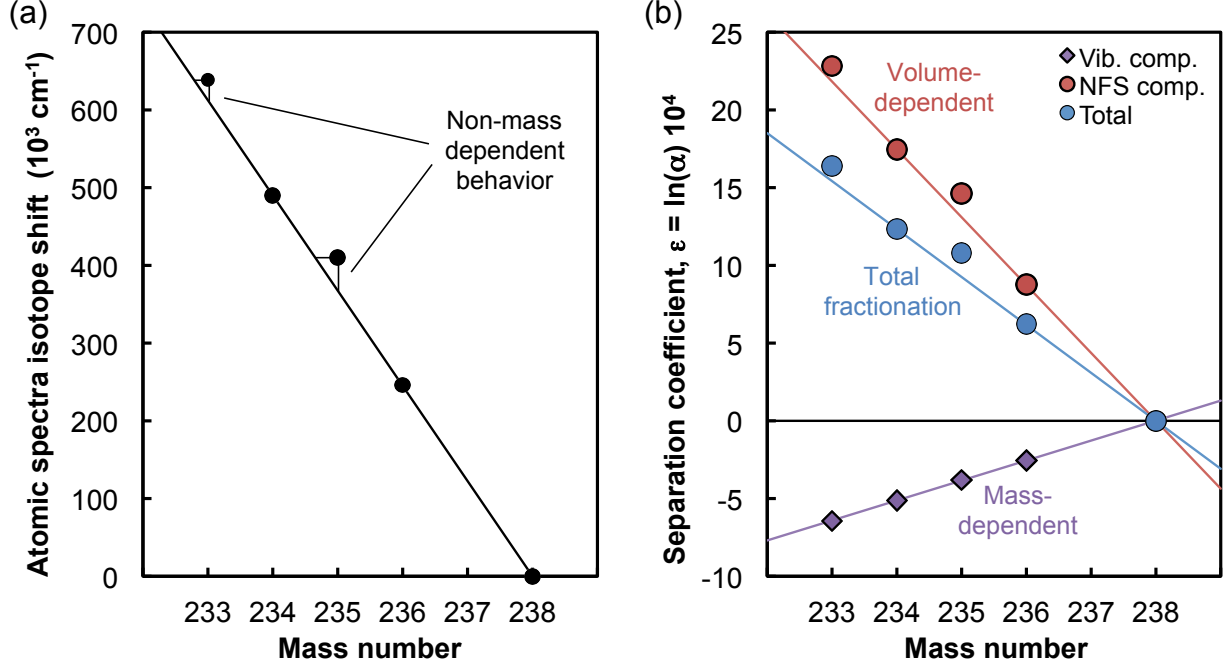 (a)
Atomic spectra isotope shift (10³ cm⁻¹)
700
600
500
400
300
200
100
0
Non-mass
dependent
behavior
233 234 235 236 237 238
Mass number
(b)
Separation coefficient, ε = ln(α) 10⁴
25
20
15
10
5
0
-5
-10
Vib. comp.
NFS comp.
Total
Volume-
dependent
Total
fractionation
Mass-
dependent
233 234 235 236 237 238
Mass number